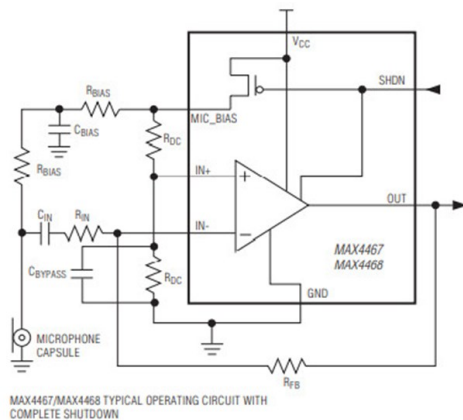 VCC
SHDN
RBIAS
MIC_BIAS
CBIAS
RDC
RBIAS
IN+
+
OUT
CIN
RIN
IN-
−
MAX4467
MAX4468
CBYPASS
RDC
GND
MICROPHONE
CAPSULE
RFB
MAX4467/MAX4468 TYPICAL OPERATING CIRCUIT WITH
COMPLETE SHUTDOWN